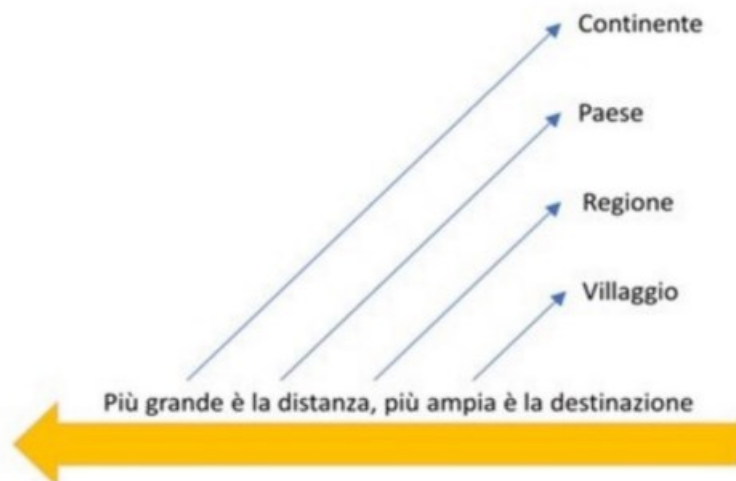 Continente
Paese
Regione
Villaggio
Più grande è la distanza, più ampia è la destinazione